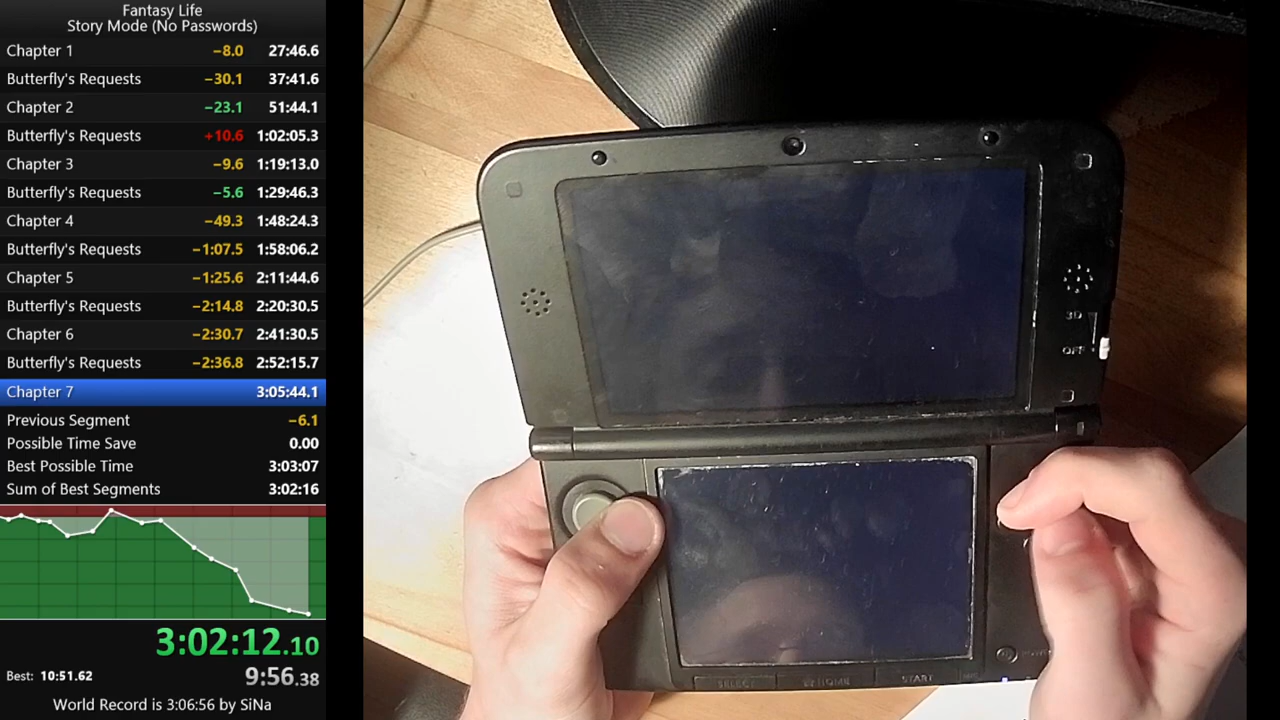 Fantasy Life
Story Mode (No Passwords)
Chapter 1 −8.0 27:46.6
Butterfly's Requests −30.1 37:41.6
Chapter 2 −23.1 51:44.1
Butterfly's Requests +10.6 1:02:05.3
Chapter 3 −9.6 1:19:13.0
Butterfly's Requests −5.6 1:29:46.3
Chapter 4 −49.3 1:48:24.3
Butterfly's Requests −1:07.5 1:58:06.2
Chapter 5 −1:25.6 2:11:44.6
Butterfly's Requests −2:14.8 2:20:30.5
Chapter 6 −2:30.7 2:41:30.5
Butterfly's Requests −2:36.8 2:52:15.7
Chapter 7 3:05:44.1
Previous Segment −6.1
Possible Time Save 0.00
Best Possible Time 3:03:07
Sum of Best Segments 3:02:16
3:02:12.10
Best: 10:51.62 9:56.38
World Record is 3:06:56 by SiNa
3D
OFF
SELECT HOME START